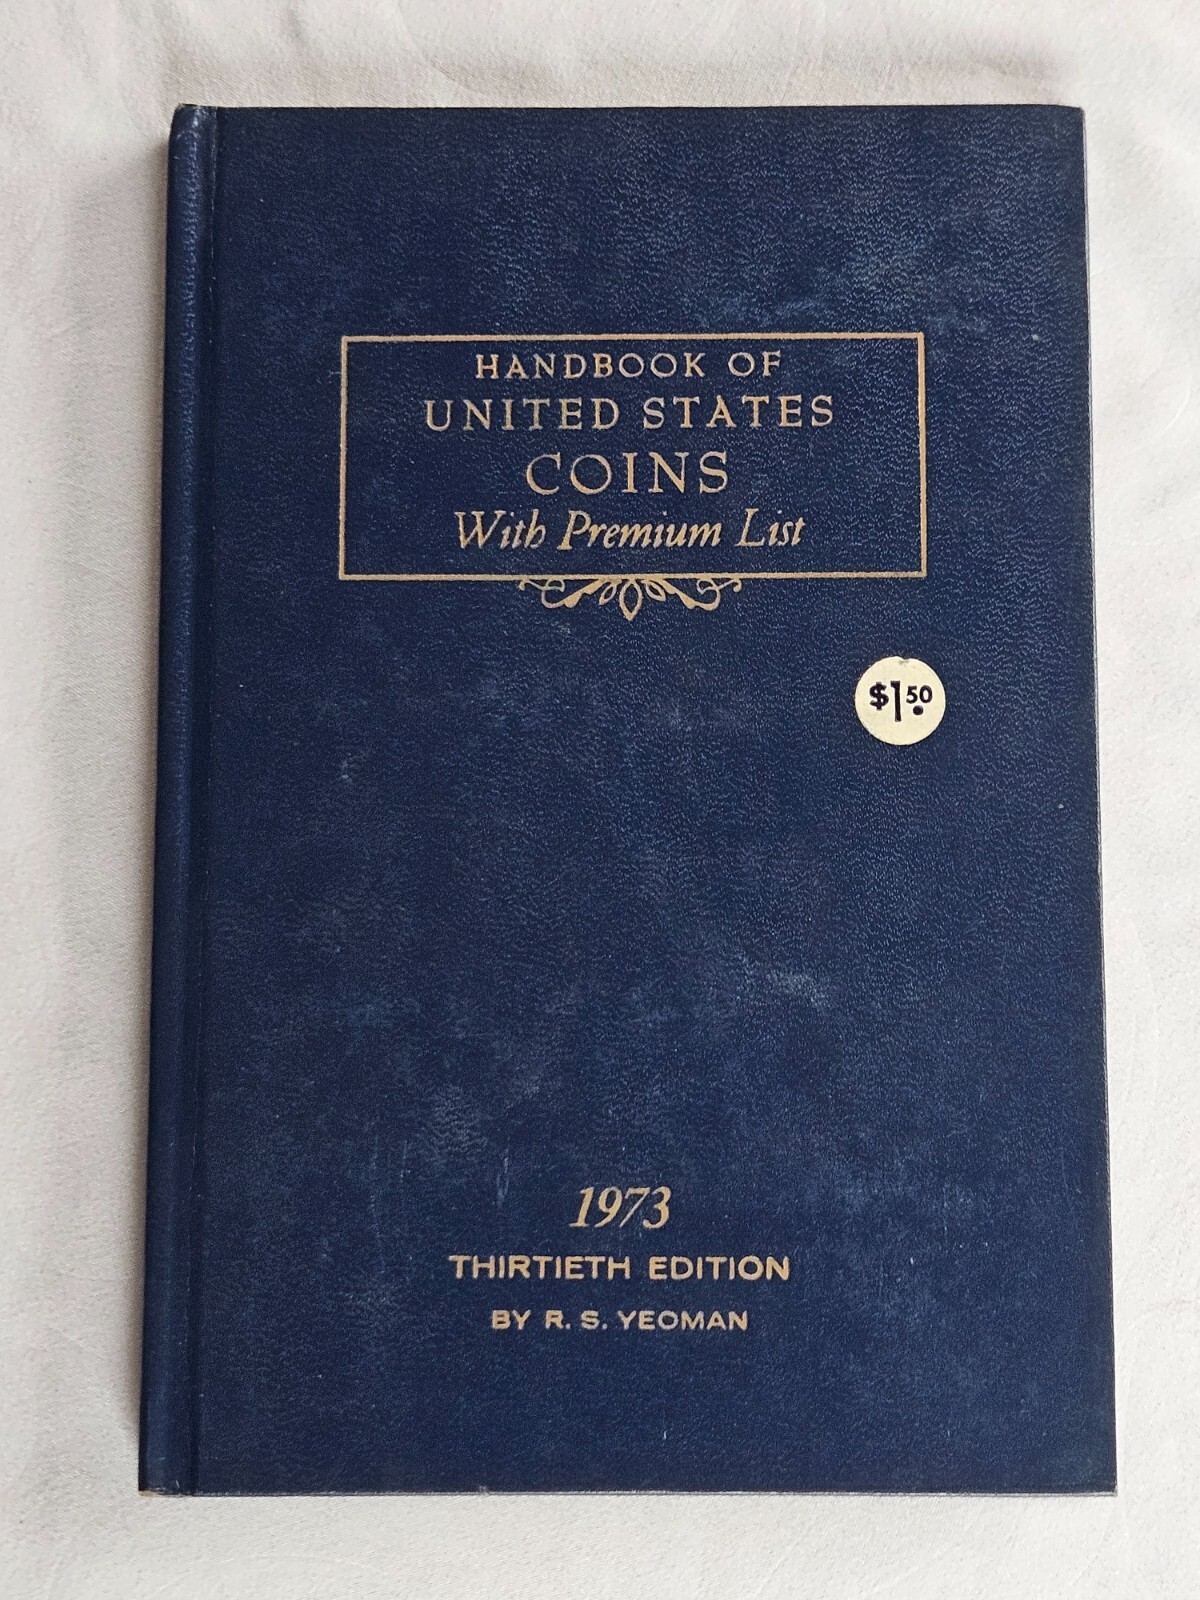 HANDBOOK OF
UNITED STATES
COINS
With Premium List
$1.50
1973
THIRTIETH EDITION
BY R. S. YEOMAN